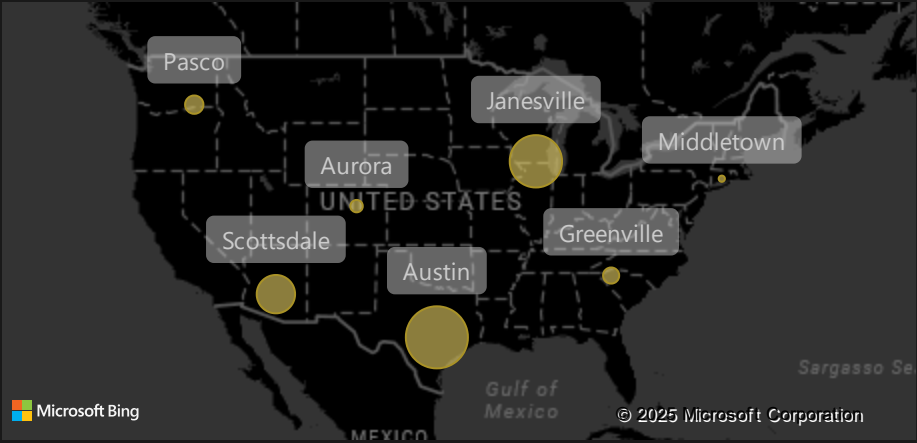 Pasco
Janesville
Middletown
Aurora
UNITED STATES
Scottsdale
Greenville
Austin
Sargasso Se
Gulf of
Mexico
Microsoft Bing
© 2025 Microsoft Corporation
MEXICO